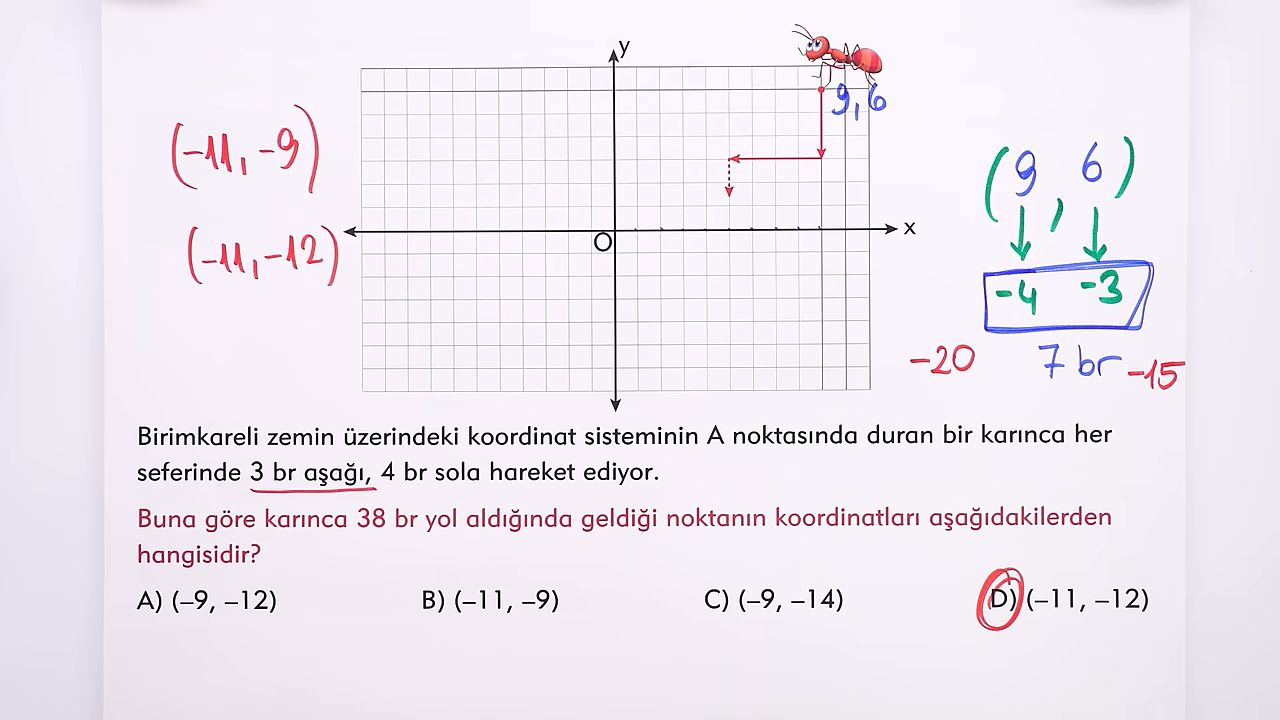 y
9,6
(-11, -9)
(9, 6)
x
O
(-11, -12)
-4 -3
-20 7 br -15
Birimkareli zemin üzerindeki koordinat sisteminin A noktasında duran bir karınca her
seferinde 3 br aşağı, 4 br sola hareket ediyor.
Buna göre karınca 38 br yol aldığında geldiği noktanın koordinatları aşağıdakilerden
hangisidir?
A) (–9, –12) B) (–11, –9) C) (–9, –14) D) (–11, –12)